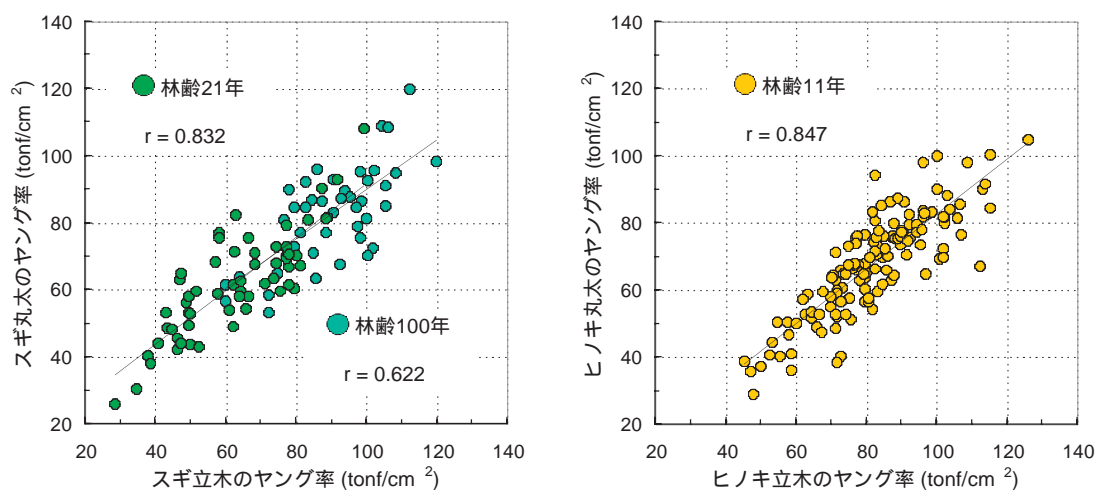 140
120
100
80
60
40
20
20 40 60 80 100 120 140
スギ丸太のヤング率 (tonf/cm ²)
スギ立木のヤング率 (tonf/cm ²)
林齢21年
r = 0.832
林齢100年
r = 0.622
140
120
100
80
60
40
20
20 40 60 80 100 120 140
ヒノキ丸太のヤング率 (tonf/cm ²)
ヒノキ立木のヤング率 (tonf/cm ²)
林齢11年
r = 0.847